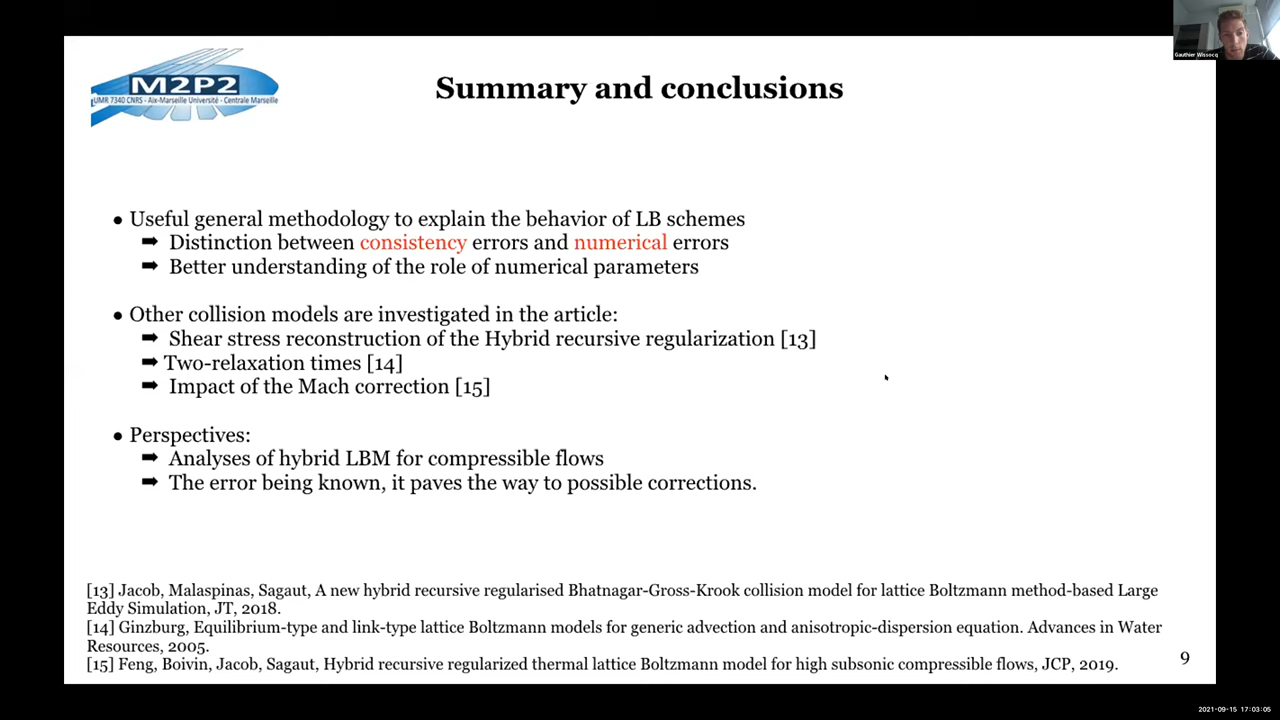 Gauthier Wissocq
M2P2
UMR 7340 CNRS - Aix-Marseille Université - Centrale Marseille
Summary and conclusions
• Useful general methodology to explain the behavior of LB schemes
➡ Distinction between consistency errors and numerical errors
➡ Better understanding of the role of numerical parameters
• Other collision models are investigated in the article:
➡ Shear stress reconstruction of the Hybrid recursive regularization [13]
➡ Two-relaxation times [14]
➡ Impact of the Mach correction [15]
• Perspectives:
➡ Analyses of hybrid LBM for compressible flows
➡ The error being known, it paves the way to possible corrections.
[13] Jacob, Malaspinas, Sagaut, A new hybrid recursive regularised Bhatnagar-Gross-Krook collision model for lattice Boltzmann method-based Large
Eddy Simulation, JT, 2018.
[14] Ginzburg, Equilibrium-type and link-type lattice Boltzmann models for generic advection and anisotropic-dispersion equation. Advances in Water
Resources, 2005.
[15] Feng, Boivin, Jacob, Sagaut, Hybrid recursive regularized thermal lattice Boltzmann model for high subsonic compressible flows, JCP, 2019.
9
2021-09-15 17:03:05